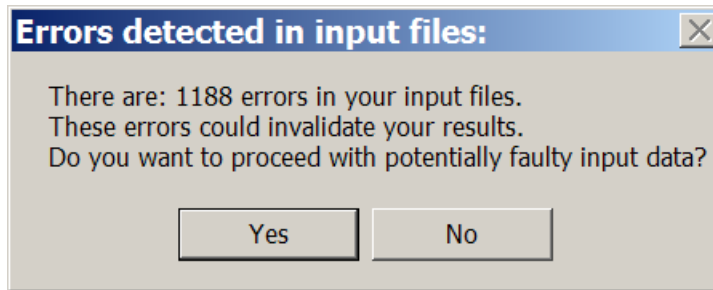 Errors detected in input files:
There are: 1188 errors in your input files.
These errors could invalidate your results.
Do you want to proceed with potentially faulty input data?
Yes
No